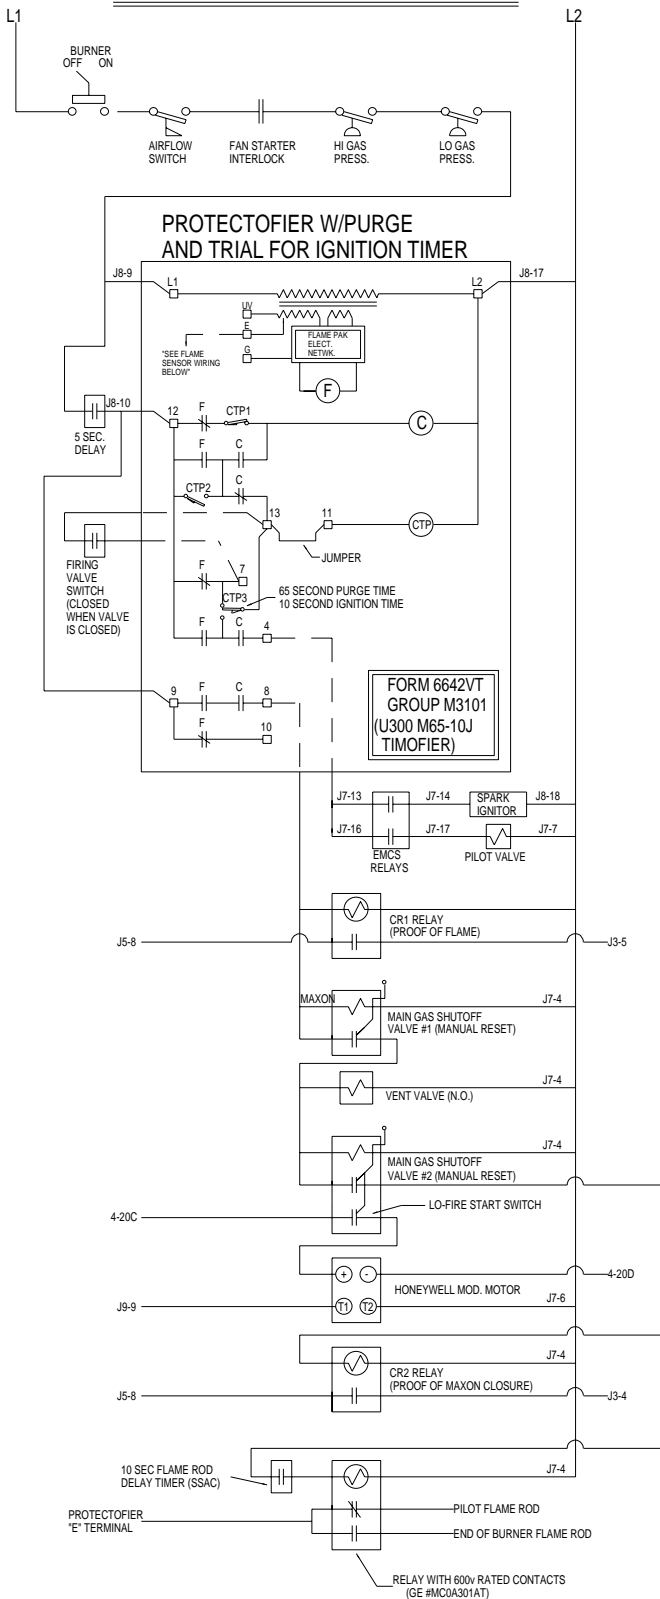 L1
L2
BURNER
OFF ON
AIRFLOW
SWITCH
FAN STARTER
INTERLOCK
HI GAS
PRESS.
LO GAS
PRESS.
PROTECTOFIER W/PURGE
AND TRIAL FOR IGNITION TIMER
J8-9
L1
L2
J8-17
UV
E
G
FLAME PAK
ELECT.
NETWK.
"SEE FLAME
SENSOR WIRING
BELOW"
F
J8-10
5 SEC.
DELAY
12
F
CTP1
C
F
C
CTP2
C
13
11
CTP
JUMPER
FIRING
VALVE
SWITCH
(CLOSED
WHEN VALVE
IS CLOSED)
F
7
CTP3
65 SECOND PURGE TIME
10 SECOND IGNITION TIME
F
C
4
9
F
C
8
F
10
FORM 6642VT
GROUP M3101
(U300 M65-10J
TIMOFIER)
J7-13
J7-14
SPARK
IGNITOR
J8-18
J7-16
J7-17
J7-7
EMCS
RELAYS
PILOT VALVE
CR1 RELAY
(PROOF OF FLAME)
J5-8
J3-5
MAXON
J7-4
MAIN GAS SHUTOFF
VALVE #1 (MANUAL RESET)
J7-4
VENT VALVE (N.O.)
J7-4
MAIN GAS SHUTOFF
VALVE #2 (MANUAL RESET)
LO-FIRE START SWITCH
4-20C
+
-
4-20D
HONEYWELL MOD. MOTOR
J9-9
T1
T2
J7-6
J7-4
CR2 RELAY
(PROOF OF MAXON CLOSURE)
J5-8
J3-4
10 SEC FLAME ROD
DELAY TIMER (SSAC)
J7-4
PROTECTOFIER
"E" TERMINAL
PILOT FLAME ROD
END OF BURNER FLAME ROD
RELAY WITH 600v RATED CONTACTS
(GE #MC0A301AT)